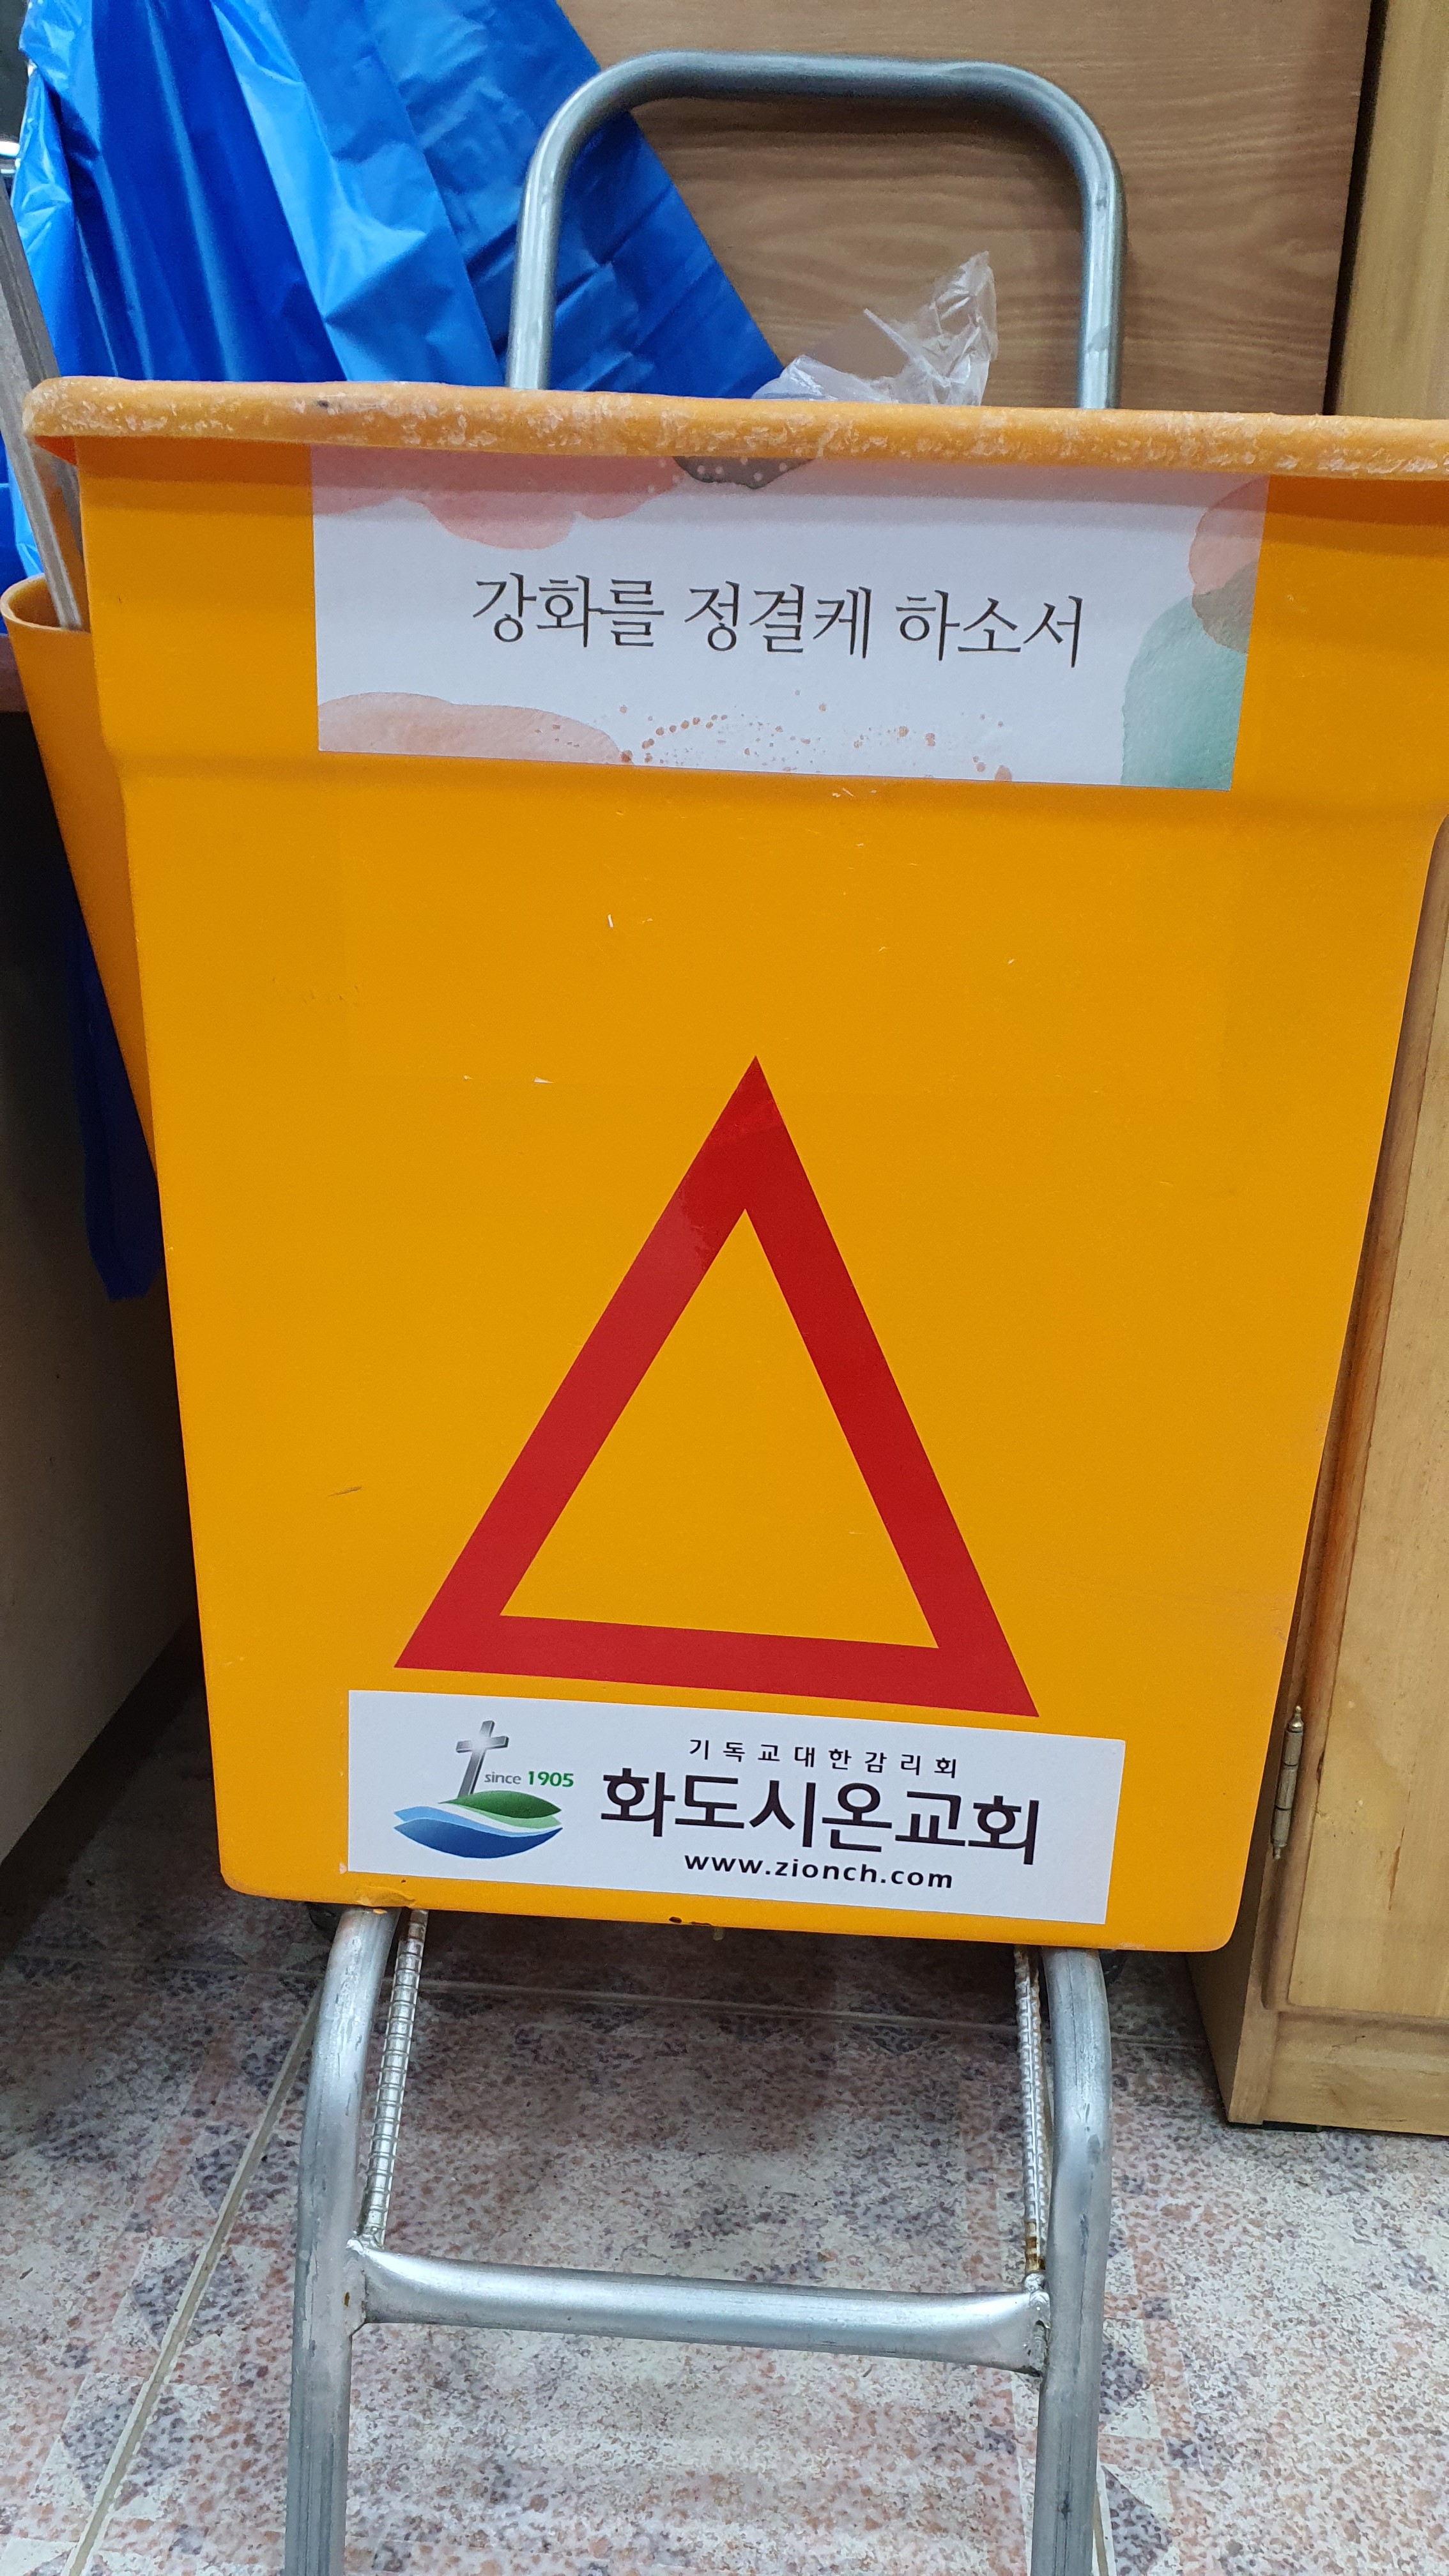 강화를 정결케 하소서
since 1905
기독교대한감리회
화도시온교회
www.zionch.com